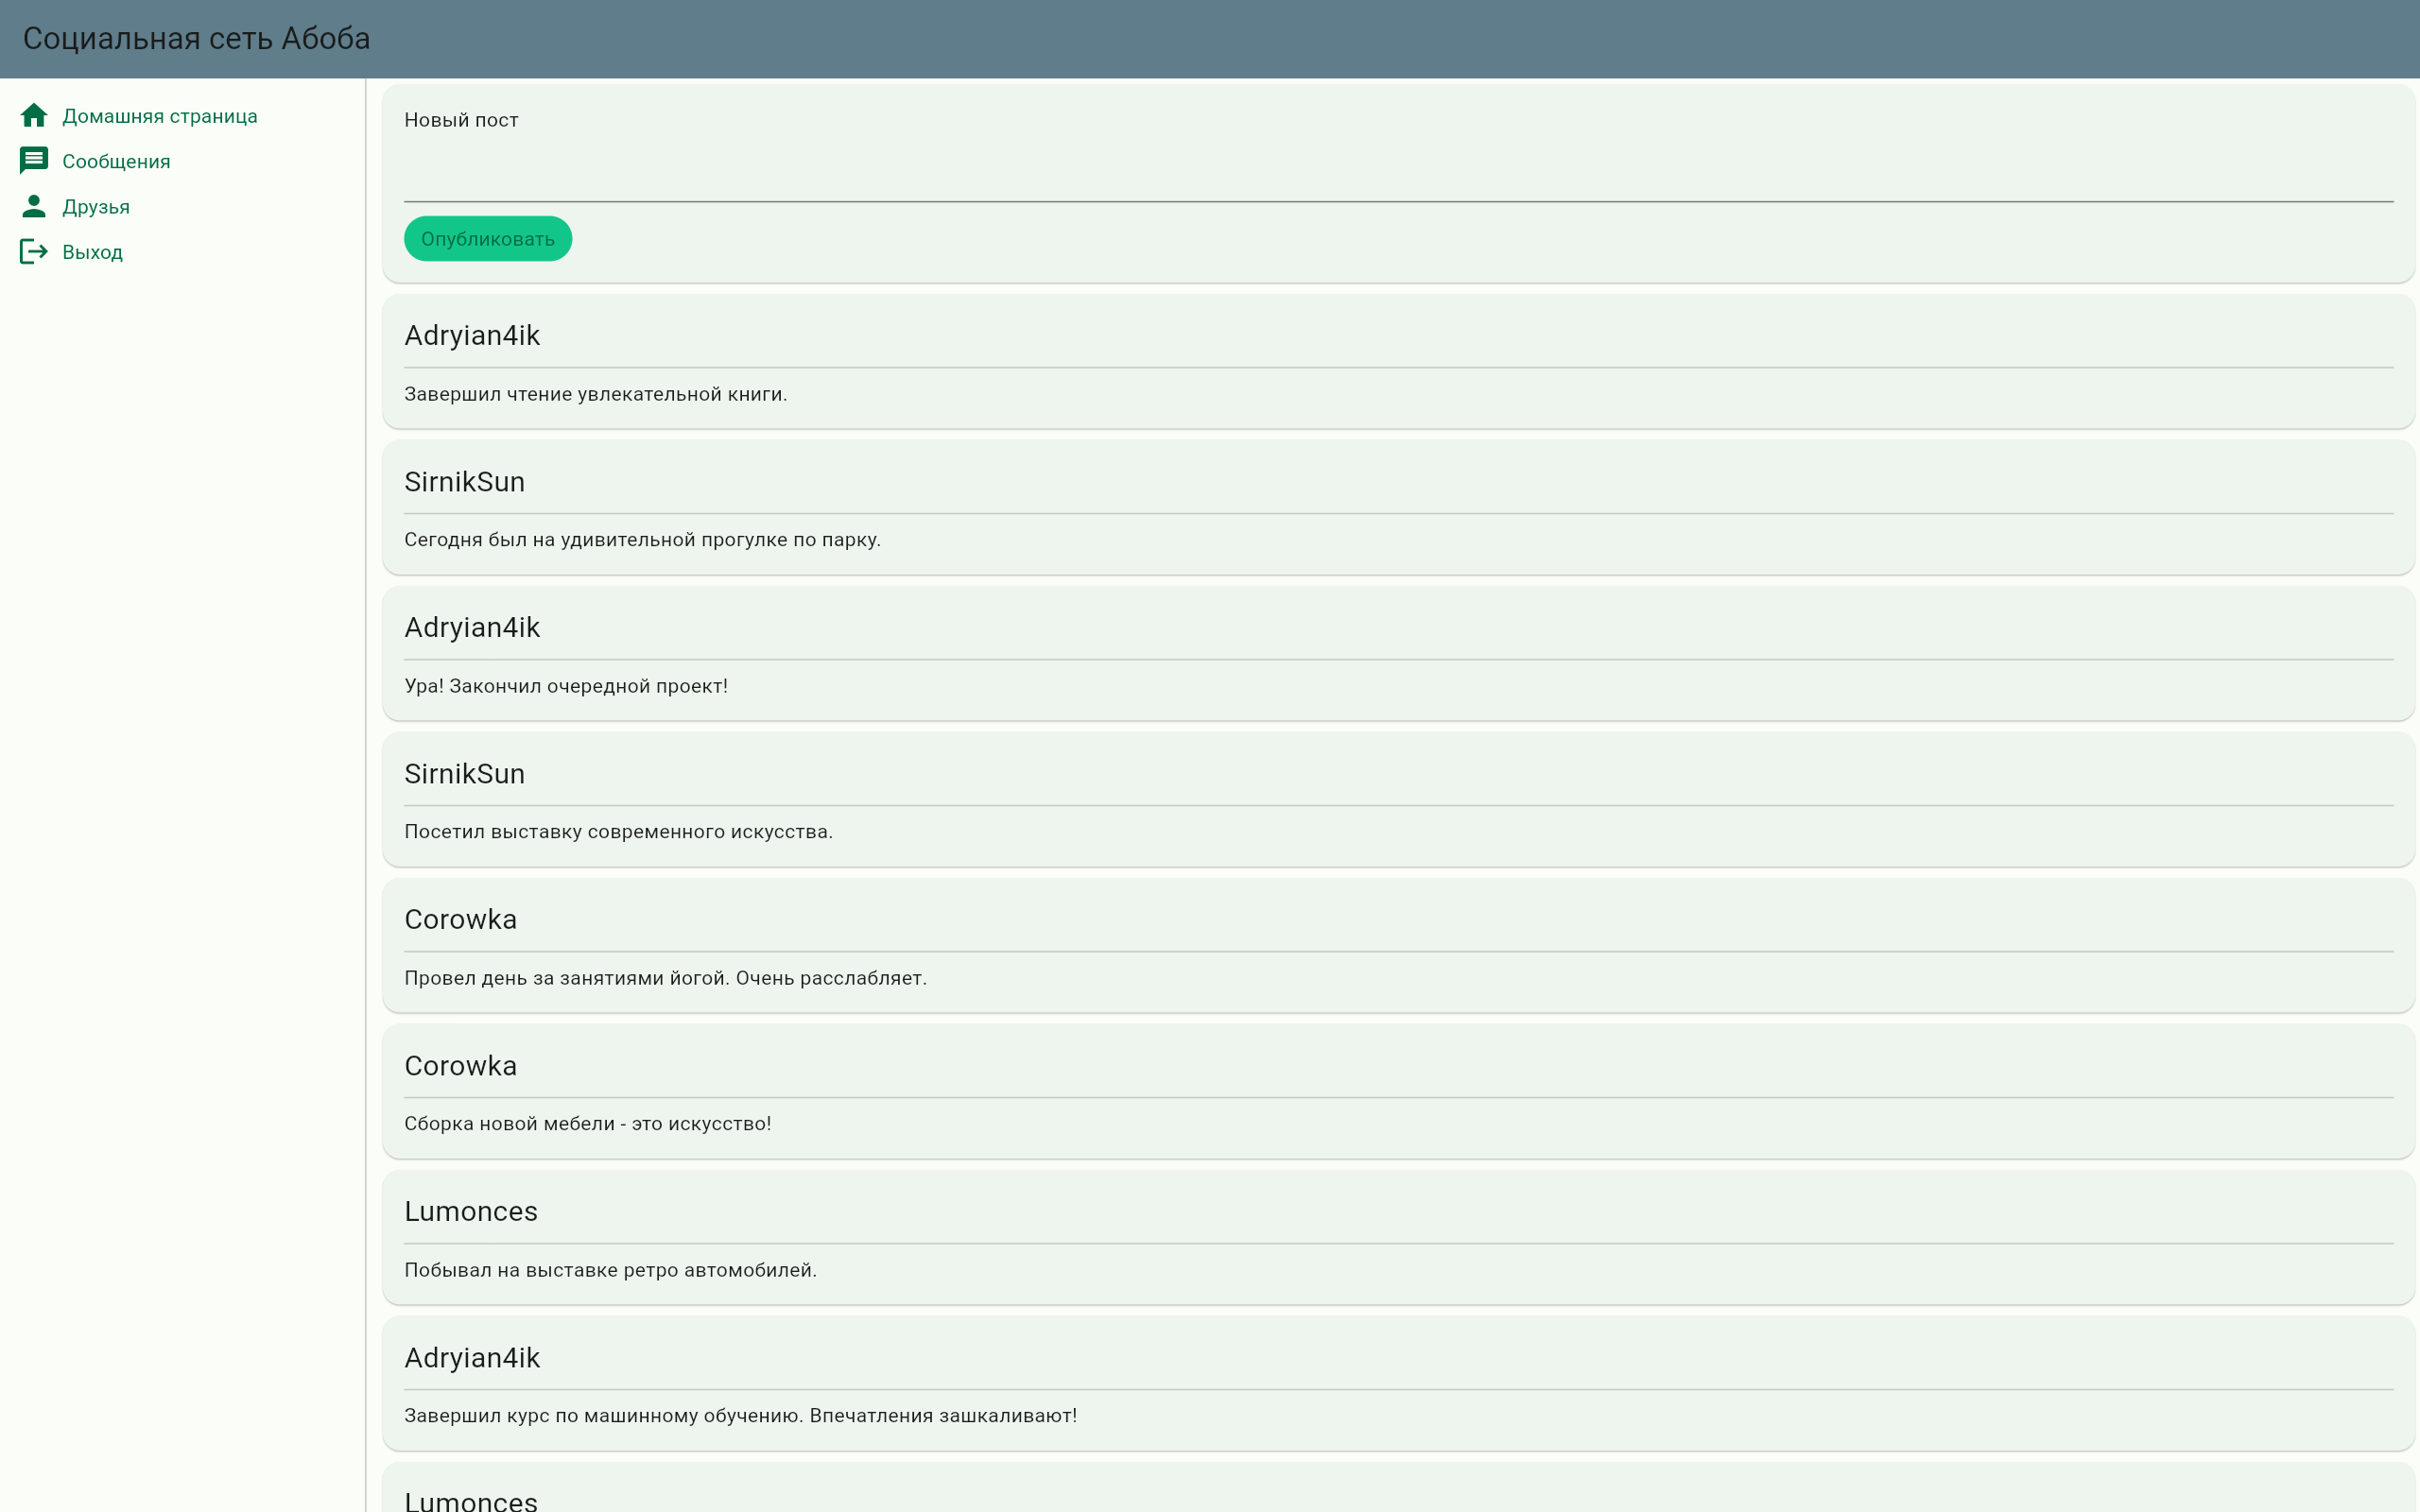 Социальная сеть Абоба
Домашняя страница
Сообщения
Друзья
Выход
Новый пост
Опубликовать
Adryian4ik
Завершил чтение увлекательной книги.
SirnikSun
Сегодня был на удивительной прогулке по парку.
Adryian4ik
Ура! Закончил очередной проект!
SirnikSun
Посетил выставку современного искусства.
Corowka
Провел день за занятиями йогой. Очень расслабляет.
Corowka
Сборка новой мебели - это искусство!
Lumonces
Побывал на выставке ретро автомобилей.
Adryian4ik
Завершил курс по машинному обучению. Впечатления зашкаливают!
Lumonces